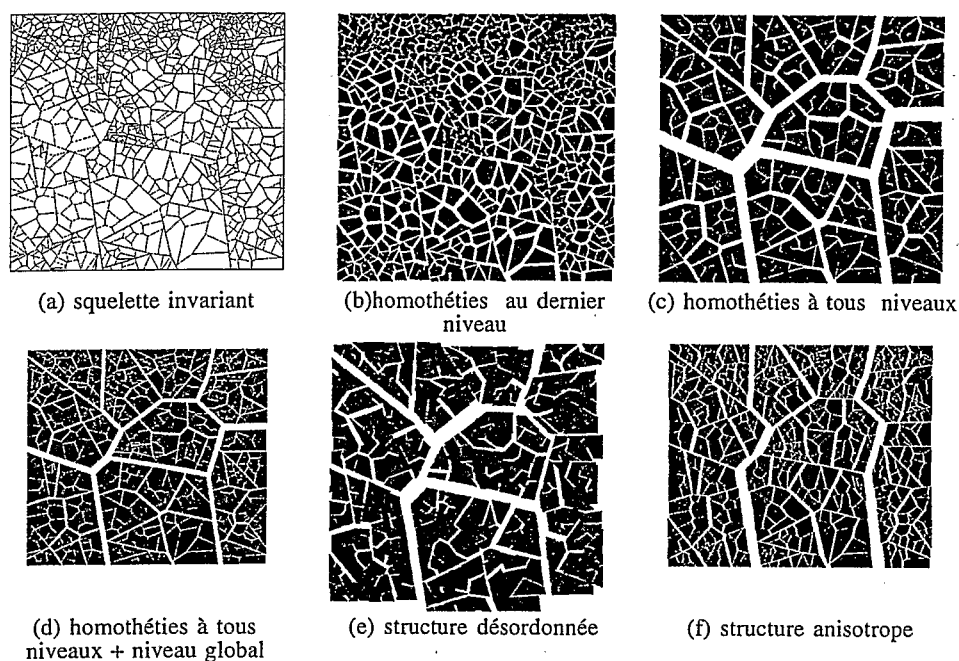 (a) squelette invariant
(b)homothéties au dernier
niveau
(c) homothéties à tous niveaux
(d) homothéties à tous
niveaux + niveau global
(e) structure désordonnée
(f) structure anisotrope